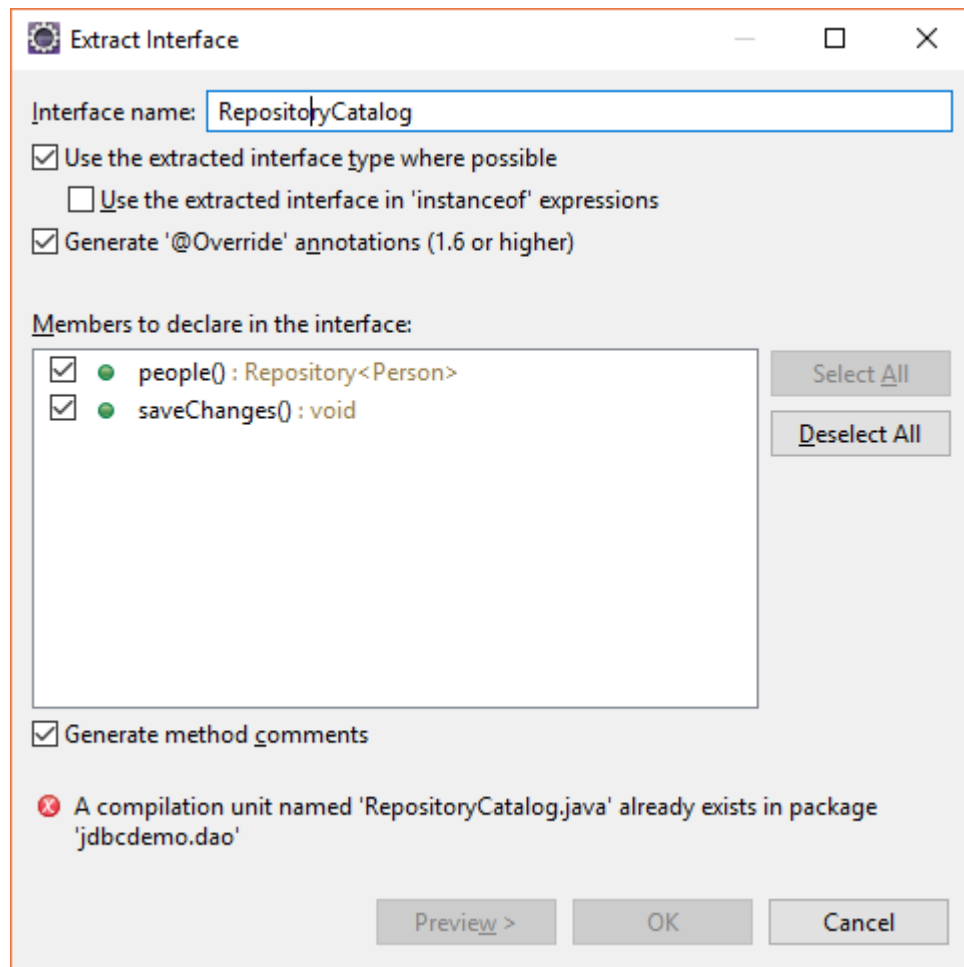 Extract Interface
Interface name: RepositoryCatalog
Use the extracted interface type where possible
Use the extracted interface in 'instanceof' expressions
Generate '@Override' annotations (1.6 or higher)
Members to declare in the interface:
people() : Repository<Person>
Select All
saveChanges() : void
Deselect All
Generate method comments
A compilation unit named 'RepositoryCatalog.java' already exists in package
'jdbcdemo.dao'
Preview > OK Cancel